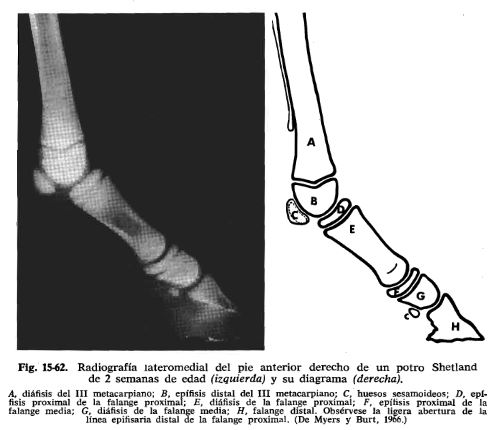 A
B
C
D
E
F
G
C
H
Fig. 15-62. Radiografía lateromedial del pie anterior derecho de un potro Shetland
de 2 semanas de edad (izquierda) y su diagrama (derecha).
A, diáfisis del III metacarpiano; B, epífisis distal del III metacarpiano; C, huesos sesamoideos; D, epí-
fisis proximal de la falange proximal; E, diáfisis de la falange proximal; F, epífisis proximal de la
falange media; G, diáfisis de la falange media; H, falange distal. Obsérvese la ligera abertura de la
línea epifisaria distal de la falange proximal. (De Myers y Burt, 1966.)